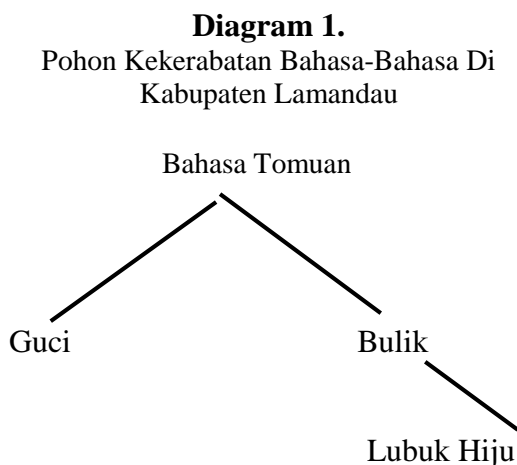 Diagram 1.
Pohon Kekerabatan Bahasa-Bahasa Di
Kabupaten Lamandau
Bahasa Tomuan
Guci
Bulik
Lubuk Hiju